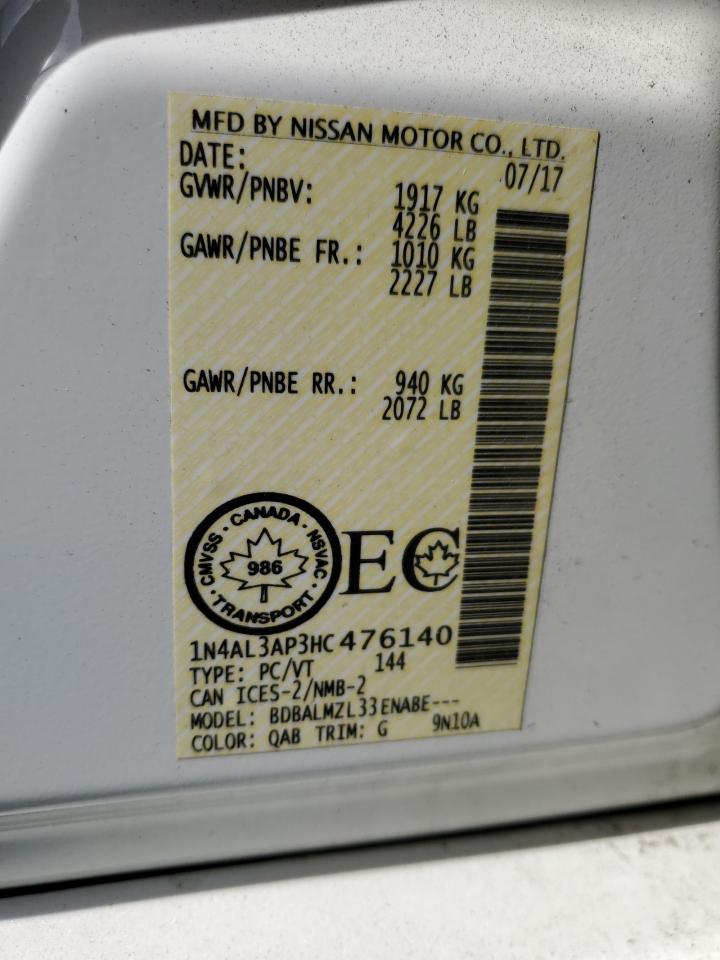 MFD BY NISSAN MOTOR CO., LTD.
DATE: 07/17
GVWR/PNBV: 1917 KG
4226 LB
GAWR/PNBE FR.: 1010 KG
2227 LB
GAWR/PNBE RR.: 940 KG
2072 LB
CMVSS · CANADA · NSVAC · TRANSPORT ·
986
EC
1N4AL3AP3HC476140
TYPE: PC/VT 144
CAN ICES-2/NMB-2
MODEL: BDBALMZL33ENABE---
COLOR: QAB TRIM: G 9N10A